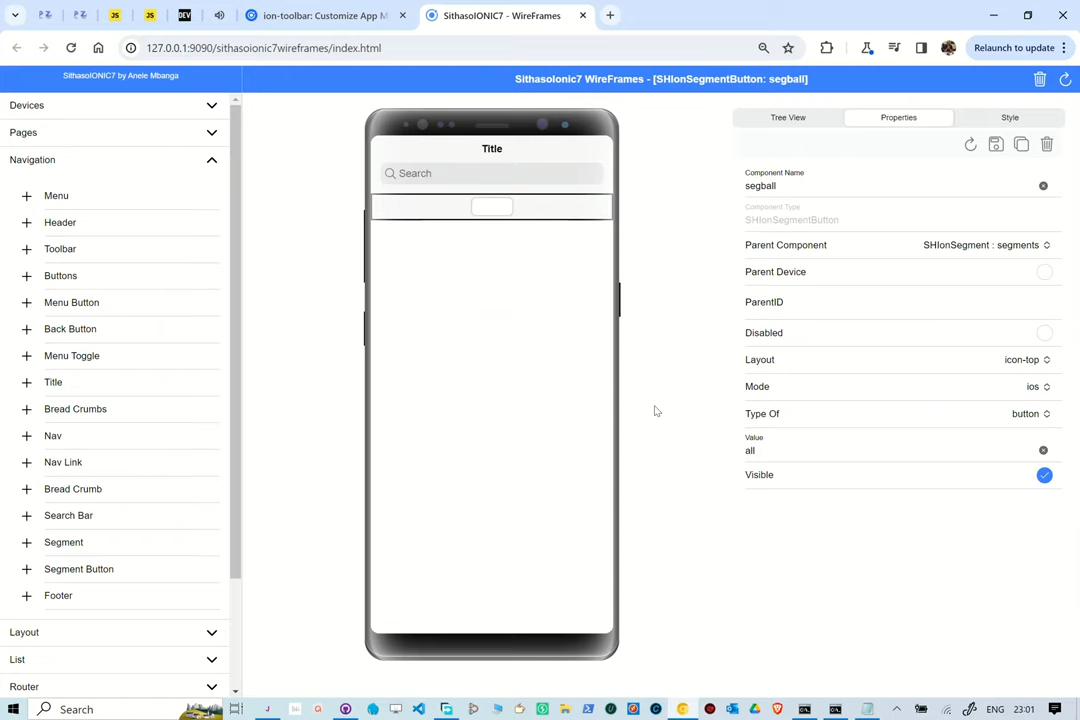 ion-toolbar: Customize App M
SithasoIONIC7 - WireFrames
127.0.0.1:9090/sithasoionic7wireframes/index.html
Relaunch to update
SithasoIONIC7 by Anele Mbanga
SithasoIonic7 WireFrames - [SHIonSegmentButton: segball]
Devices
Pages
Navigation
Menu
Header
Toolbar
Buttons
Menu Button
Back Button
Menu Toggle
Title
Bread Crumbs
Nav
Nav Link
Bread Crumb
Search Bar
Segment
Segment Button
Footer
Layout
List
Router
Title
Search
Tree View
Properties
Style
Component Name
segball
Component Type
SHIonSegmentButton
Parent Component
SHIonSegment : segments
Parent Device
ParentID
Disabled
Layout
icon-top
Mode
ios
Type Of
button
Value
all
Visible
Search
ENG
23:01